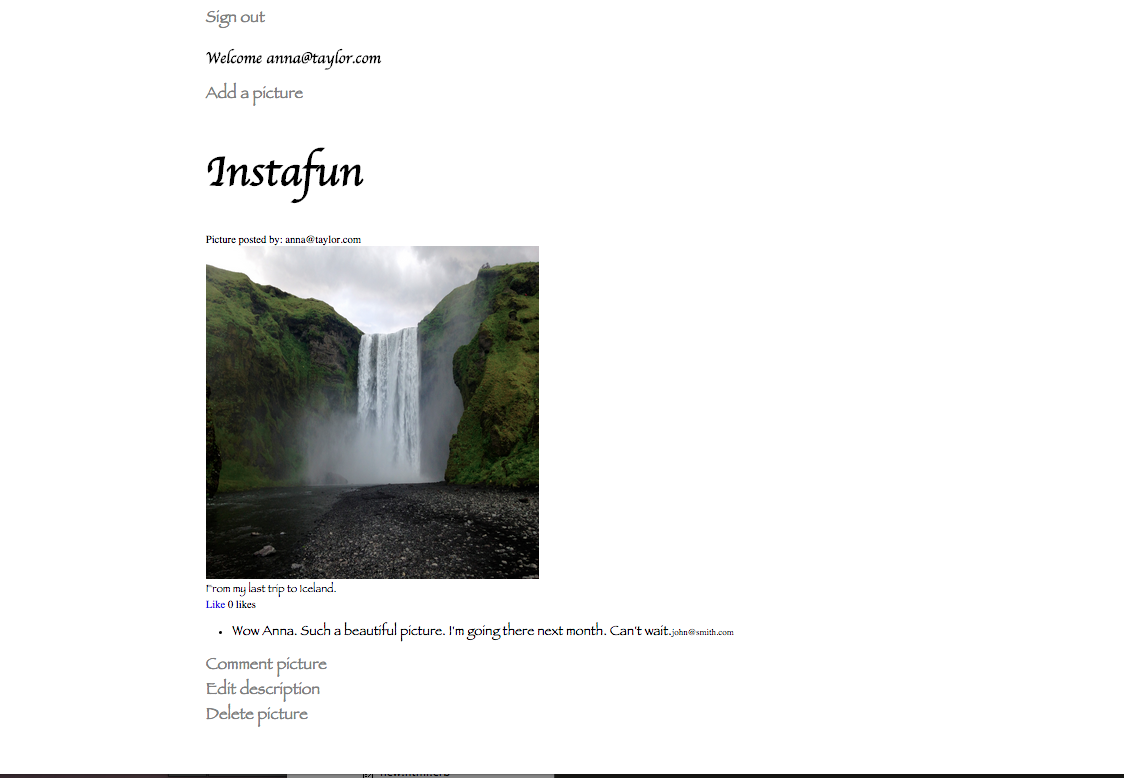 Sign out
Welcome anna@taylor.com
Add a picture
Instafun
Picture posted by: anna@taylor.com
From my last trip to Iceland.
Like 0 likes
• Wow Anna. Such a beautiful picture. I'm going there next month. Can't wait.john@smith.com
Comment picture
Edit description
Delete picture